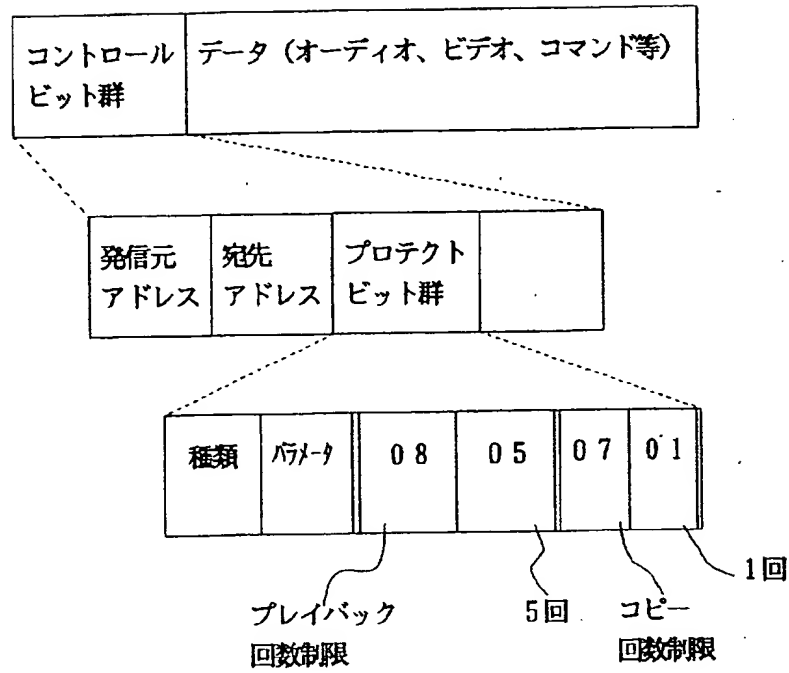 コントロール
ビット群
データ（オーディオ、ビデオ、コマンド等）
発信元
アドレス
宛先
アドレス
プロテクト
ビット群
種類
パラメータ
08
05
07
01
1回
プレイバック
回数制限
5回
コピー
回数制限